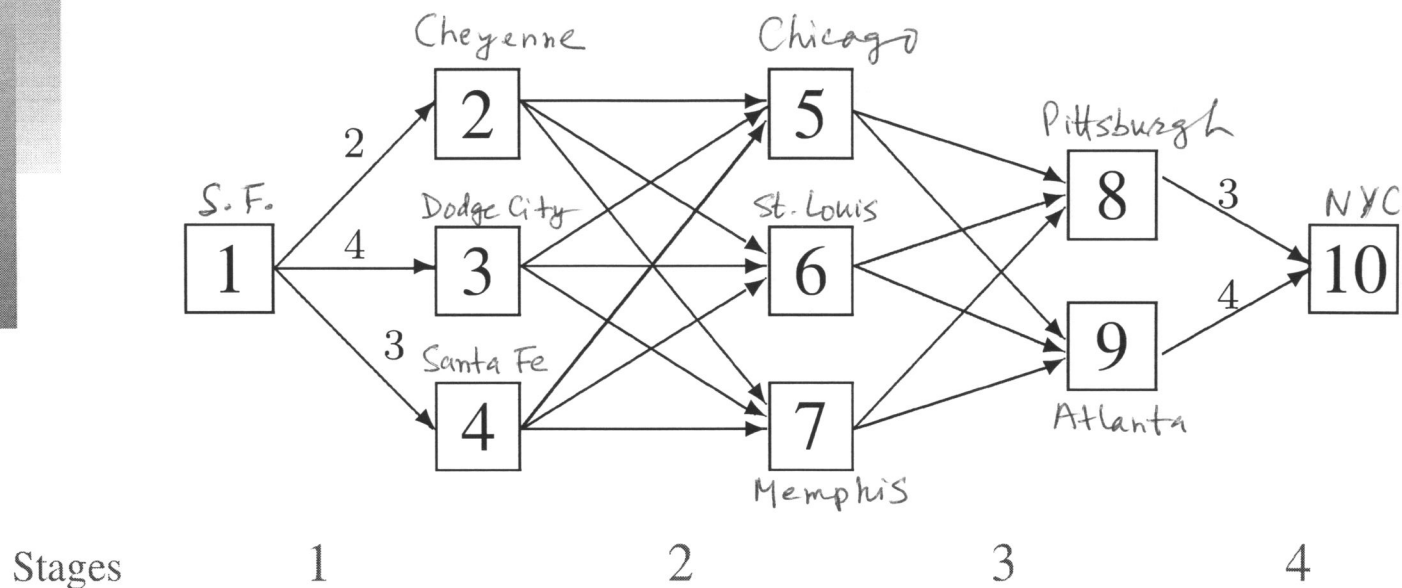 Cheyenne
Chicago
2
5
Pittsburgh
2
8
3
S.F.
Dodge City
St. Louis
NYC
1
4
3
6
10
4
3
Santa Fe
9
4
7
Atlanta
Memphis
Stages 1 2 3 4